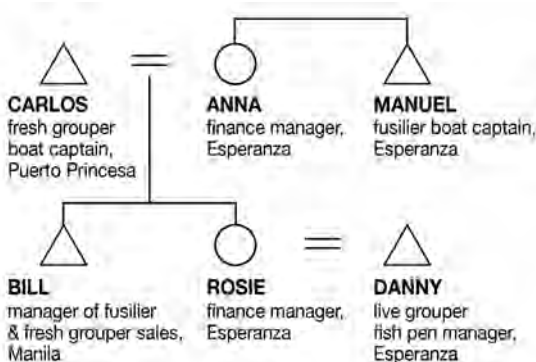 CARLOS
fresh grouper
boat captain,
Puerto Princesa
ANNA
finance manager,
Esperanza
MANUEL
fusilier boat captain,
Esperanza
BILL
manager of fusilier
& fresh grouper sales,
Manila
ROSIE
finance manager,
Esperanza
DANNY
live grouper
fish pen manager,
Esperanza